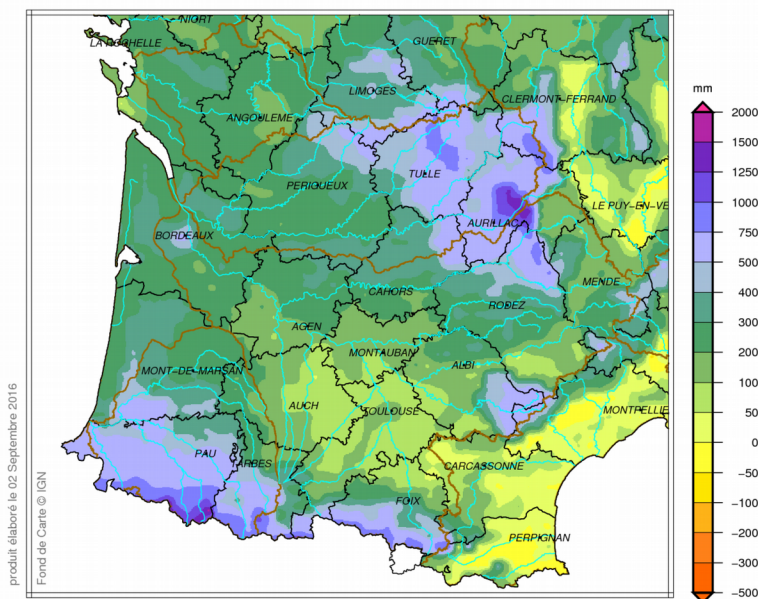 NIORT
LA ROCHELLE
GUERET
LIMOGES
CLERMONT-FERRAND
ANGOULEME
PERIGUEUX
TULLE
LE PUY-EN-VE
AURILLAC
BORDEAUX
MENDE
CAHORS
RODEZ
AGEN
MONTAUBAN
ALBI
MONT-DE-MARSAN
AUCH
TOULOUSE
MONTPELLIE
PAU
TARBES
CARCASSONNE
FOIX
PERPIGNAN
mm
2000
1500
1250
1000
750
500
400
300
200
100
50
0
-50
-100
-200
-300
-500
produit élaboré le 02 Septembre 2016
Fond de Carte © IGN